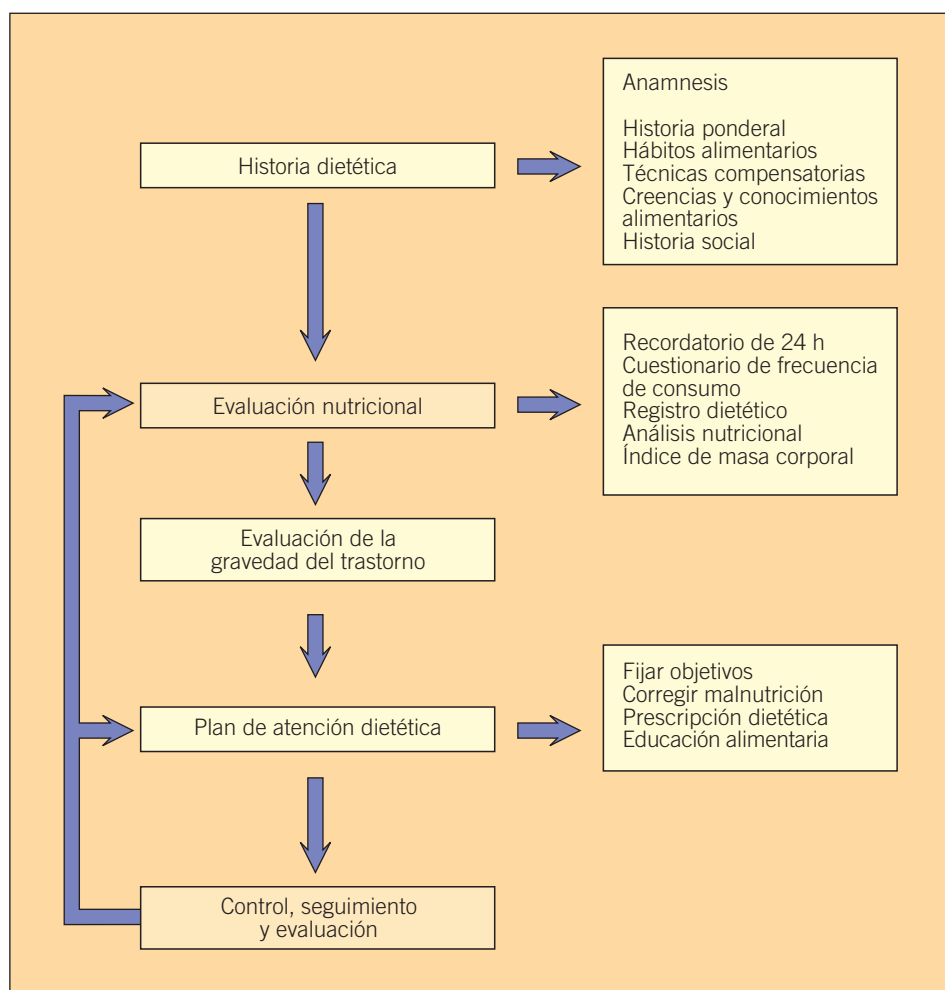 Historia dietética
Anamnesis
Historia ponderal
Hábitos alimentarios
Técnicas compensatorias
Creencias y conocimientos
alimentarios
Historia social
Evaluación nutricional
Recordatorio de 24 h
Cuestionario de frecuencia
de consumo
Registro dietético
Análisis nutricional
Índice de masa corporal
Evaluación de la
gravedad del trastorno
Plan de atención dietética
Fijar objetivos
Corregir malnutrición
Prescripción dietética
Educación alimentaria
Control, seguimiento
y evaluación